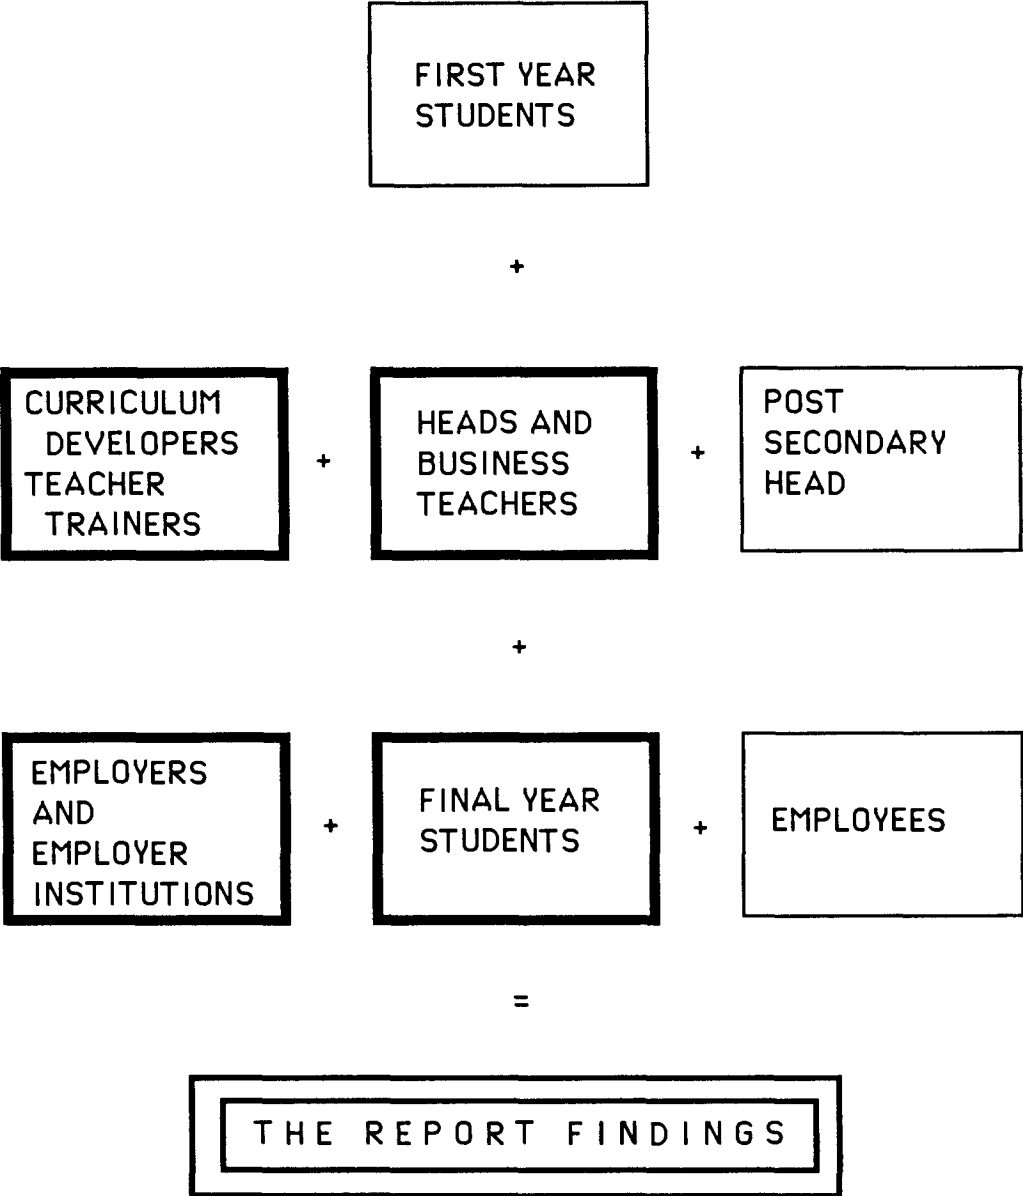 FIRST YEAR
STUDENTS
+
CURRICULUM
DEVELOPERS
TEACHER
TRAINERS
+
HEADS AND
BUSINESS
TEACHERS
+
POST
SECONDARY
HEAD
+
EMPLOYERS
AND
EMPLOYER
INSTITUTIONS
+
FINAL YEAR
STUDENTS
+
EMPLOYEES
=
THE REPORT FINDINGS